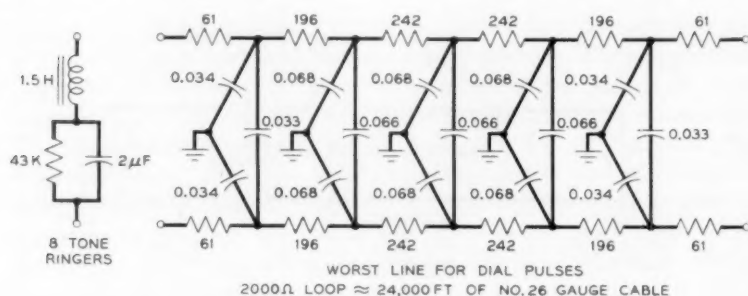 61 196 242 242 196 61
0.034 0.068 0.068 0.068 0.034
1.5H
0.033 0.066 0.066 0.066 0.066 0.033
43K 2μF
0.034 0.068 0.068 0.068 0.034
61 196 242 242 196 61
8 TONE
RINGERS
WORST LINE FOR DIAL PULSES
2000Ω LOOP ≈ 24,000 FT OF NO. 26 GAUGE CABLE